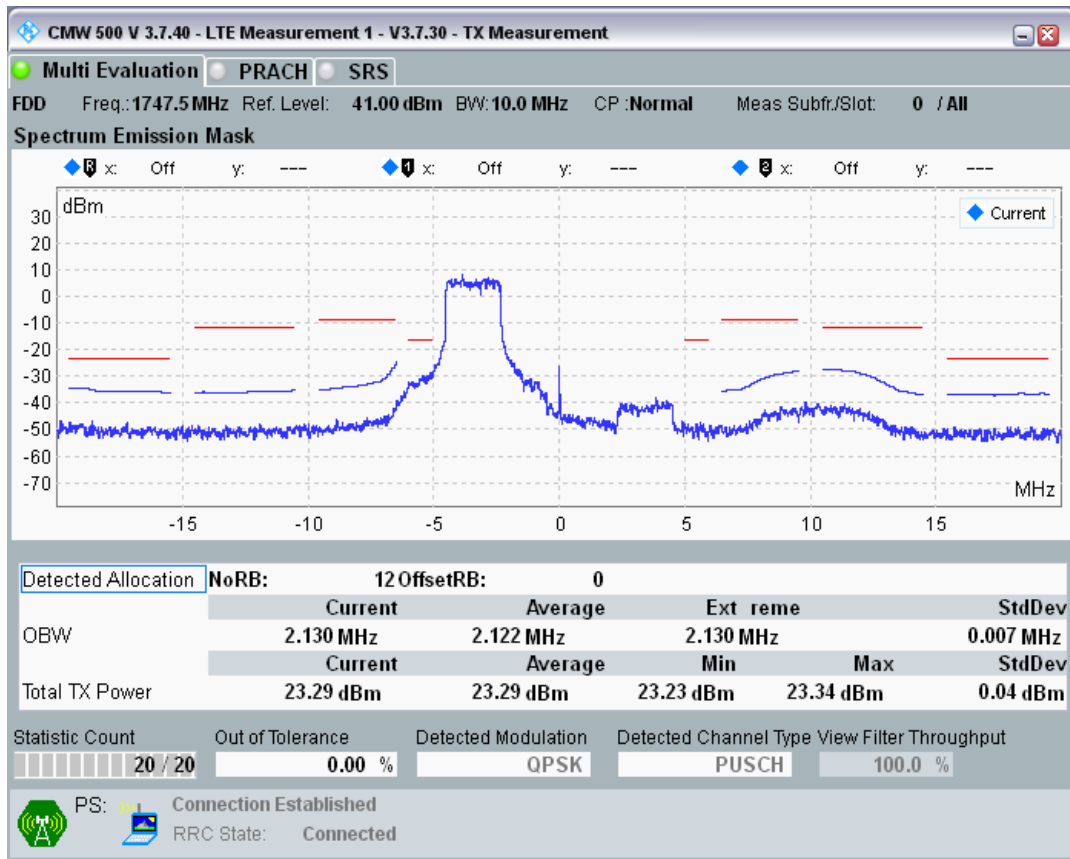 CMW 500 V 3.7.40 - LTE Measurement 1 - V3.7.30 - TX Measurement
Multi Evaluation PRACH SRS
FDD Freq.: 1747.5 MHz Ref. Level: 41.00 dBm BW: 10.0 MHz CP :Normal Meas Subfr./Slot: 0 / All
Spectrum Emission Mask
R x: Off y: --- 1 x: Off y: --- 2 x: Off y: ---
dBm
Current
30
20
10
0
-10
-20
-30
-40
-50
-60
-70
MHz
-15 -10 -5 0 5 10 15
Detected Allocation NoRB: 12 OffsetRB: 0
Current Average Ext reme StdDev
OBW 2.130 MHz 2.122 MHz 2.130 MHz 0.007 MHz
Current Average Min Max StdDev
Total TX Power 23.29 dBm 23.29 dBm 23.23 dBm 23.34 dBm 0.04 dBm
Statistic Count Out of Tolerance Detected Modulation Detected Channel Type View Filter Throughput
20 / 20 0.00 % QPSK PUSCH 100.0 %
PS: Connection Established
RRC State: Connected